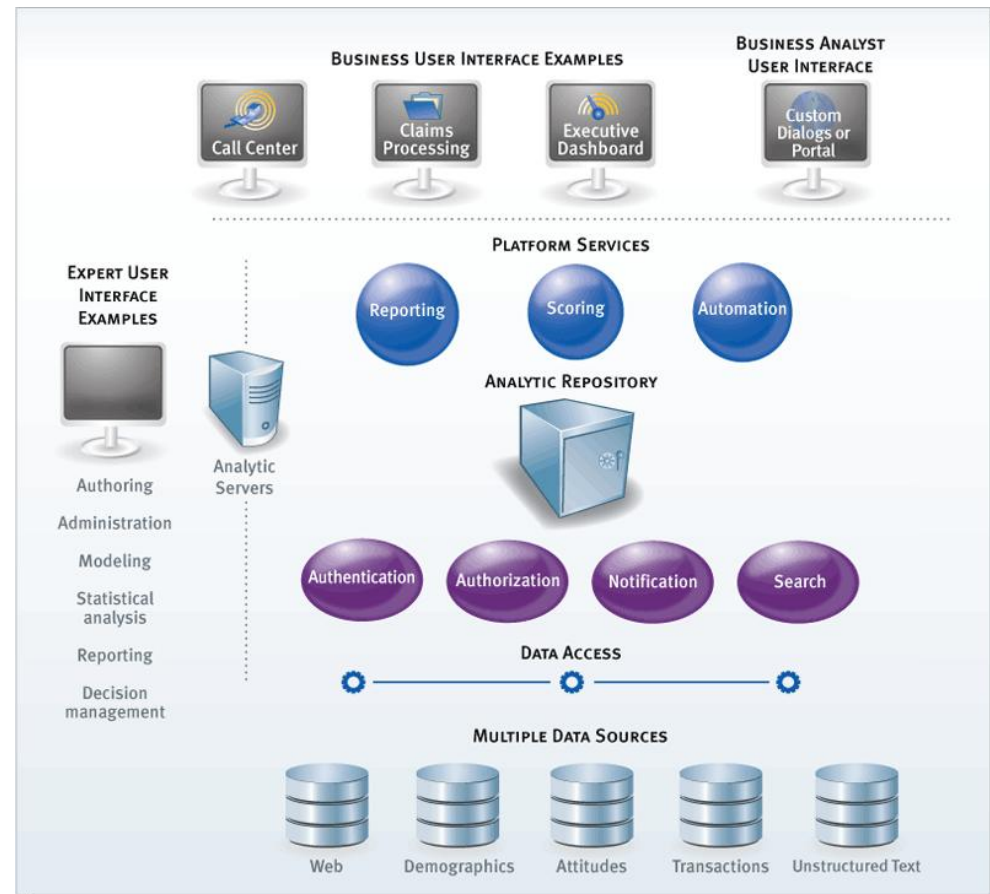 BUSINESS USER INTERFACE EXAMPLES
BUSINESS ANALYST
USER INTERFACE
Call Center
Claims
Processing
Executive
Dashboard
Custom
Dialogs or
Portal
PLATFORM SERVICES
EXPERT USER
INTERFACE
EXAMPLES
Reporting
Scoring
Automation
ANALYTIC REPOSITORY
Analytic
Servers
Authoring
Administration
Modeling
Statistical
analysis
Reporting
Decision
management
Authentication
Authorization
Notification
Search
DATA ACCESS
MULTIPLE DATA SOURCES
Web
Demographics
Attitudes
Transactions
Unstructured Text